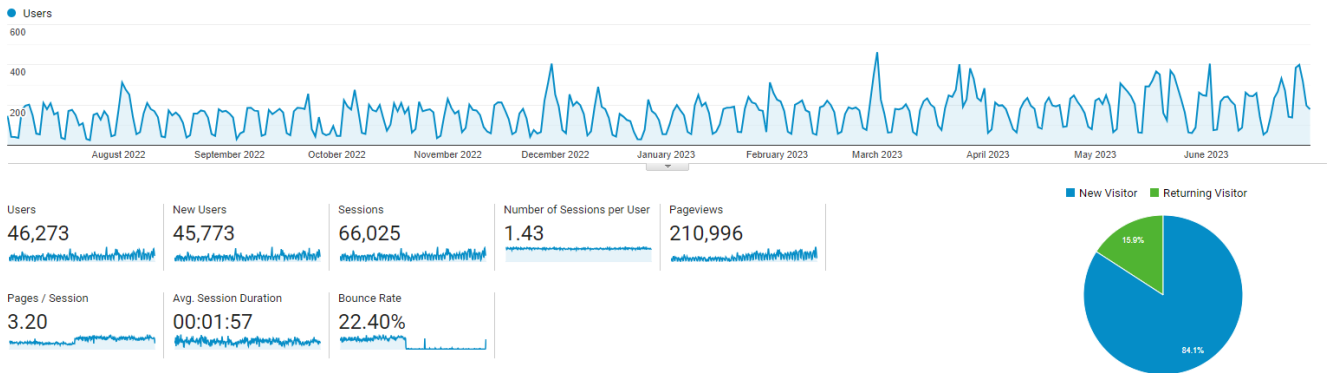 Users
600
400
200
August 2022 September 2022 October 2022 November 2022 December 2022 January 2023 February 2023 March 2023 April 2023 May 2023 June 2023
New Visitor Returning Visitor
Users New Users Sessions Number of Sessions per User Pageviews
46,273 45,773 66,025 1.43 210,996
15.9%
Pages / Session Avg. Session Duration Bounce Rate
3.20 00:01:57 22.40%
84.1%